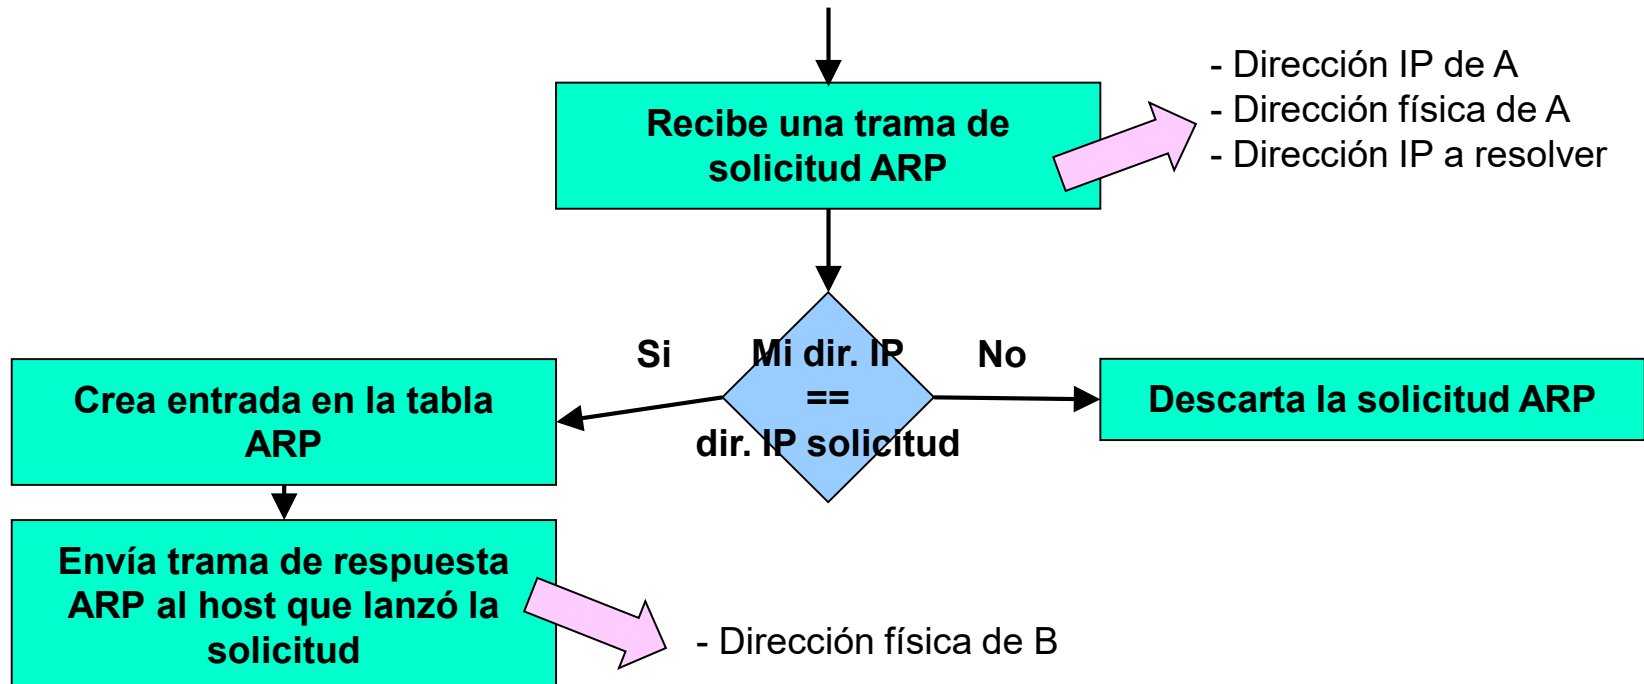 - Dirección IP de A
- Dirección física de A
- Dirección IP a resolver
Recibe una trama de
solicitud ARP
Si
Mi dir. IP
==
dir. IP solicitud
No
Crea entrada en la tabla
ARP
Descarta la solicitud ARP
Envía trama de respuesta
ARP al host que lanzó la
solicitud
- Dirección física de B